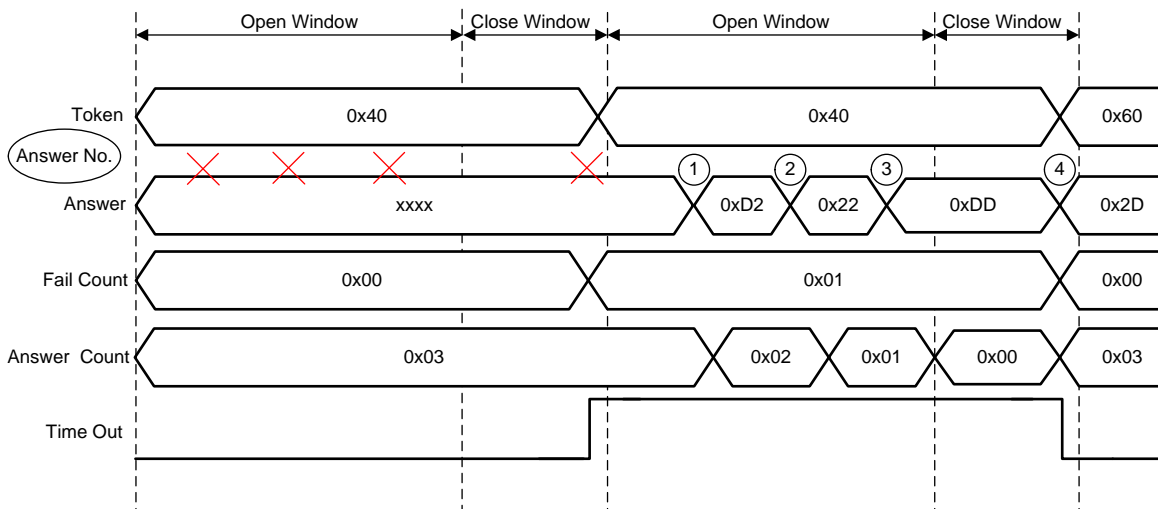 Open Window Close Window Open Window Close Window
Token 0x40 0x40 0x60
Answer No. 1 2 3 4
Answer xxxx 0xD2 0x22 0xDD 0x2D
Fail Count 0x00 0x01 0x00
Answer Count 0x03 0x02 0x01 0x00 0x03
Time Out